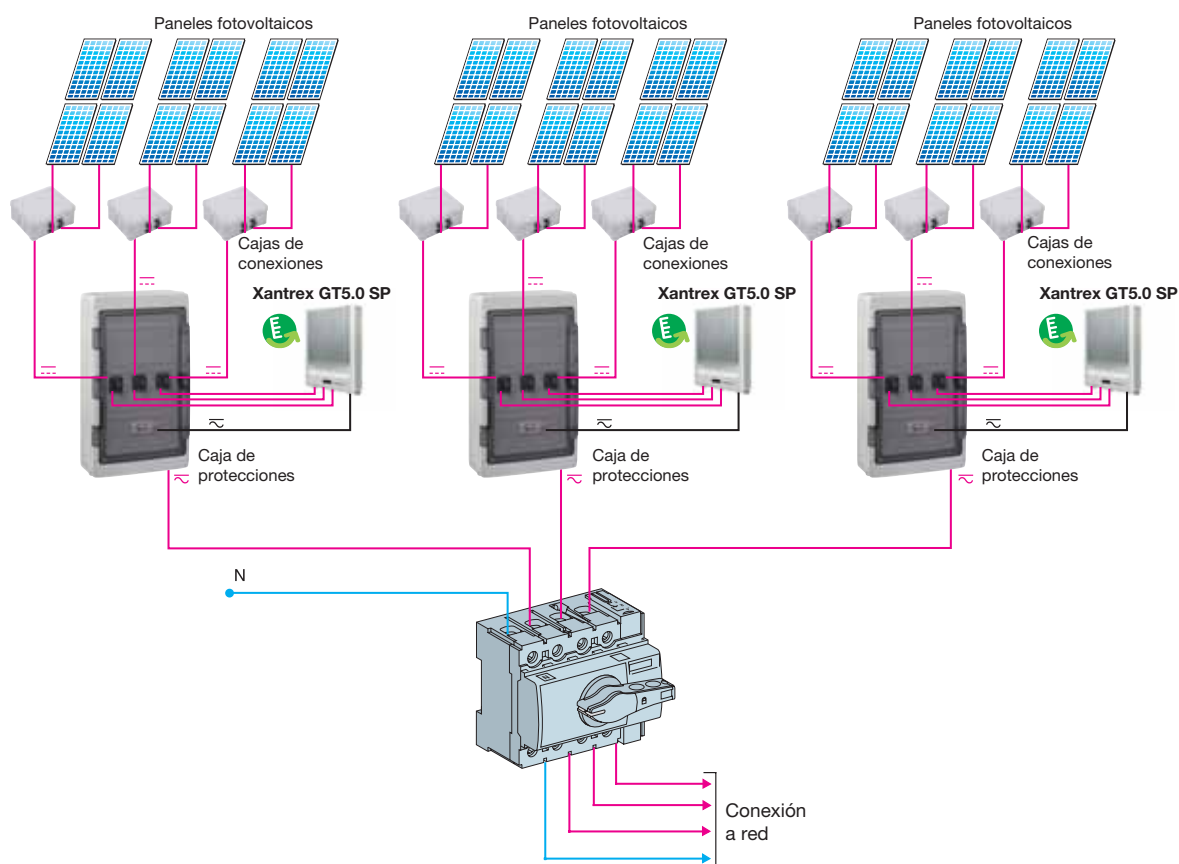 Paneles fotovoltaicos
Paneles fotovoltaicos
Paneles fotovoltaicos
Cajas de
conexiones
Cajas de
conexiones
Cajas de
conexiones
Xantrex GT5.0 SP
Xantrex GT5.0 SP
Xantrex GT5.0 SP
E
E
E
Caja de
protecciones
Caja de
protecciones
Caja de
protecciones
N
Conexión
a red